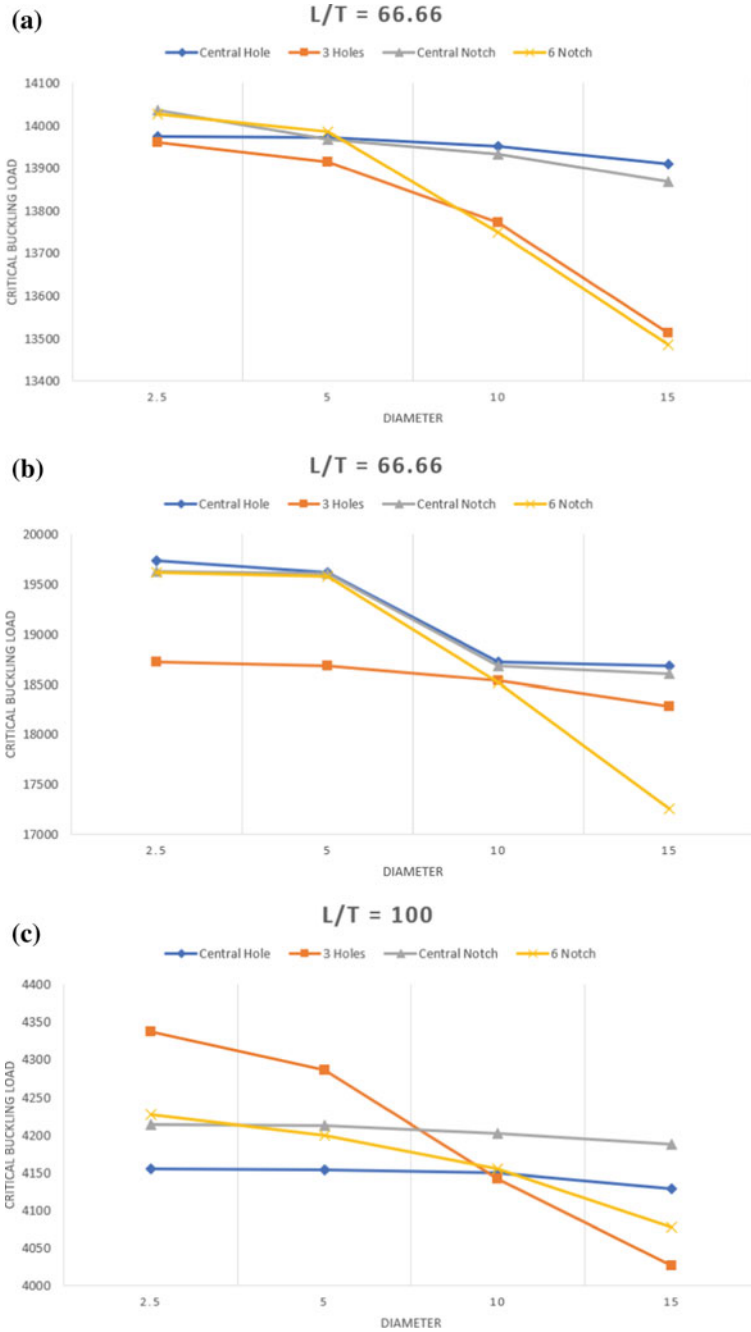 (a)
L/T = 66.66
Central Hole 3 Holes Central Notch 6 Notch
CRITICAL BUCKLING LOAD
14100
14000
13900
13800
13700
13600
13500
13400
2.5 5 10 15
DIAMETER
(b)
L/T = 66.66
Central Hole 3 Holes Central Notch 6 Notch
CRITICAL BUCKLING LOAD
20000
19500
19000
18500
18000
17500
17000
2.5 5 10 15
DIAMETER
(c)
L/T = 100
Central Hole 3 Holes Central Notch 6 Notch
CRITICAL BUCKLING LOAD
4400
4350
4300
4250
4200
4150
4100
4050
4000
2.5 5 10 15
DIAMETER